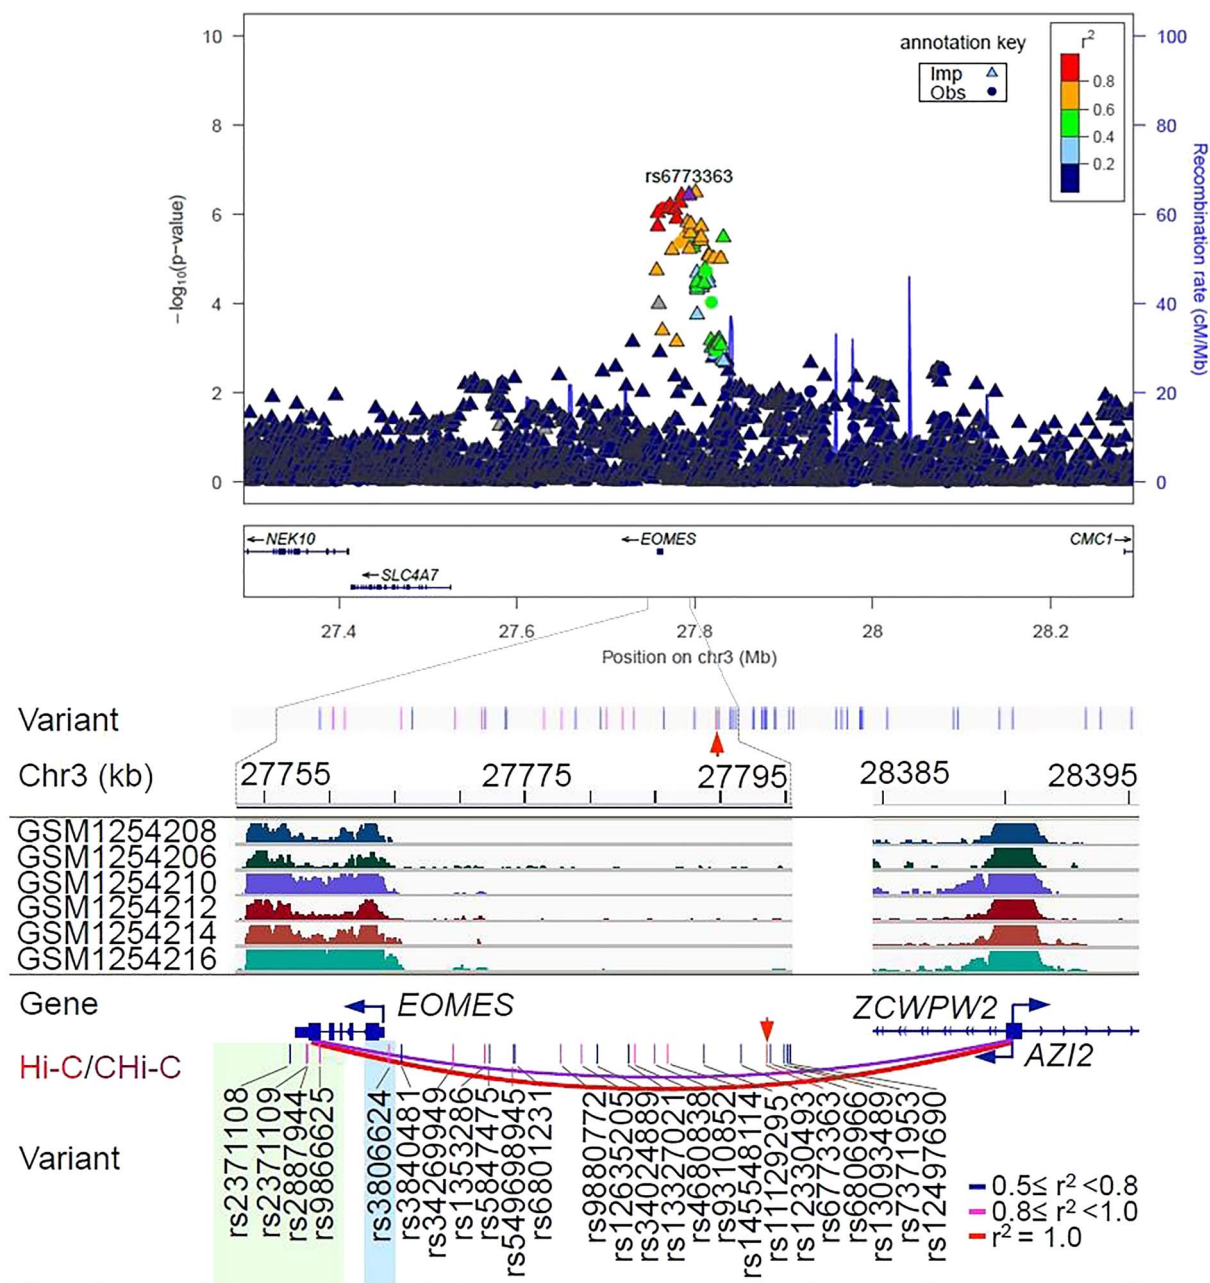 10
8
6
4
2
0
−log10(p−value)
100
80
60
40
20
0
Recombination rate (cM/Mb)
annotation key
Imp
Obs
r2
0.8
0.6
0.4
0.2
rs6773363
←NEK10
←SLC4A7
←EOMES
CMC1→
27.4 27.6 27.8 28 28.2
Position on chr3 (Mb)
Variant
Chr3 (kb) 27755 27775 27795 28385 28395
GSM1254208
GSM1254206
GSM1254210
GSM1254212
GSM1254214
GSM1254216
Gene EOMES ZCWPW2
AZI2
Hi-C/CHi-C
Variant
rs2371108
rs2371109
rs2887944
rs9866625
rs3806624
rs3840481
rs34269949
rs1353286
rs5847475
rs549698945
rs6801231
rs9880772
rs12635205
rs34024889
rs13327021
rs4680838
rs9310852
rs145548114
rs11129295
rs12330493
rs6773363
rs6806966
rs13093489
rs7371953
rs12497690
0.5≤ r2 <0.8
0.8≤ r2 <1.0
r2 = 1.0